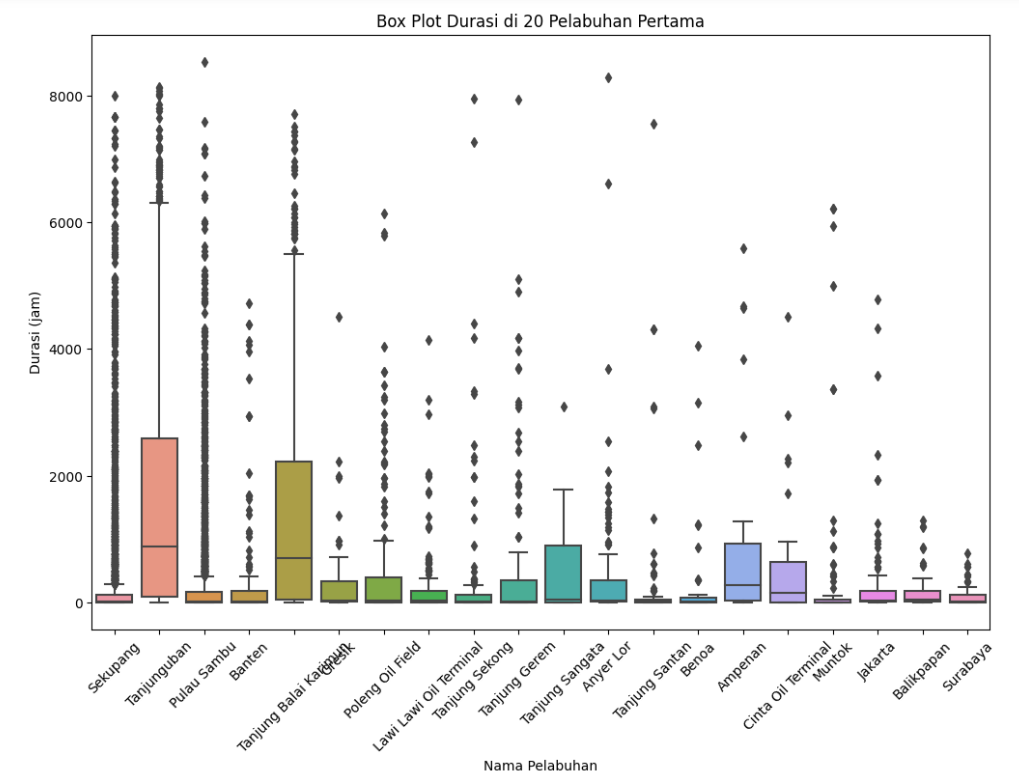 Box Plot Durasi di 20 Pelabuhan Pertama
Durasi (jam)
8000
6000
4000
2000
0
Sekupang
Tanjunguban
Pulau Sambu
Banten
Tanjung Balai Karimun
Gresik
Poleng Oil Field
Lawi Lawi Oil Terminal
Tanjung Sekong
Tanjung Gerem
Tanjung Sangata
Anyer Lor
Tanjung Santan
Benoa
Ampenan
Cinta Oil Terminal
Muntok
Jakarta
Balikpapan
Surabaya
Nama Pelabuhan